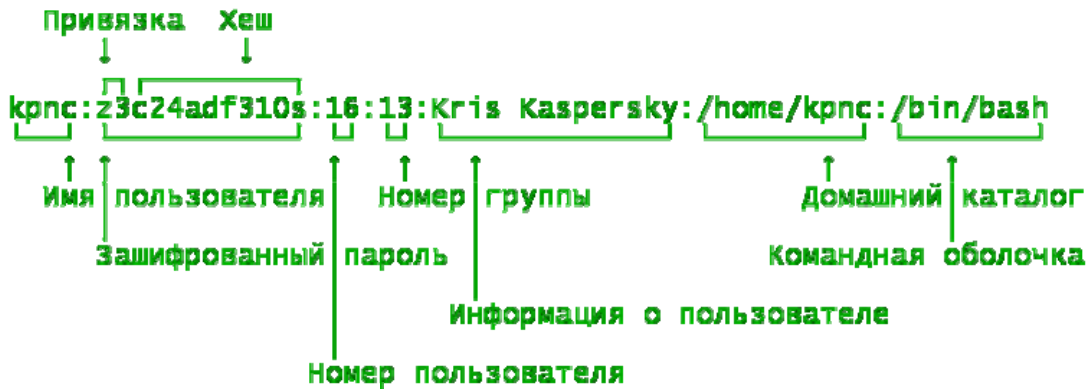 Привязка Хеш
kpnc:z3c24adf310s:16:13:Kris Kaspersky:/home/kpnc:/bin/bash
Имя пользователя Номер группы Домашний каталог
Зашифрованный пароль Командная оболочка
Информация о пользователе
Номер пользователя